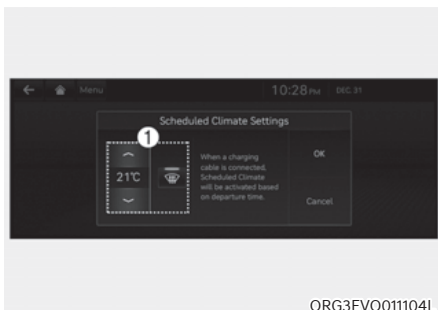 Menu
10:28 PM DEC. 31
Scheduled Climate Settings
1
21℃
When a charging
cable is connected,
Scheduled Climate
will be activated based
on departure time.
OK
Cancel
ORG3EVQ011104L